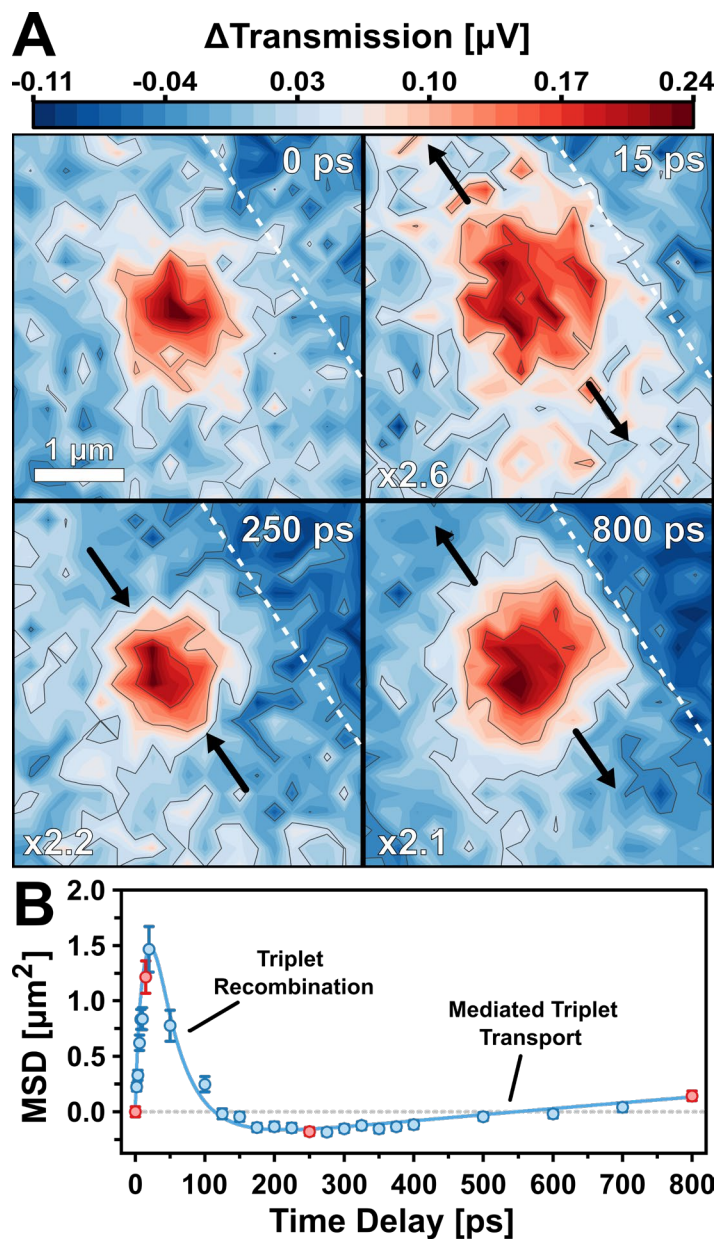 A
ΔTransmission [μV]
-0.11 -0.04 0.03 0.10 0.17 0.24
0 ps
1 μm
15 ps
x2.6
250 ps
x2.2
800 ps
x2.1
B
2.0
1.5
1.0
0.5
0.0
MSD [μm²]
Triplet
Recombination
Mediated Triplet
Transport
0 100 200 300 400 500 600 700 800
Time Delay [ps]